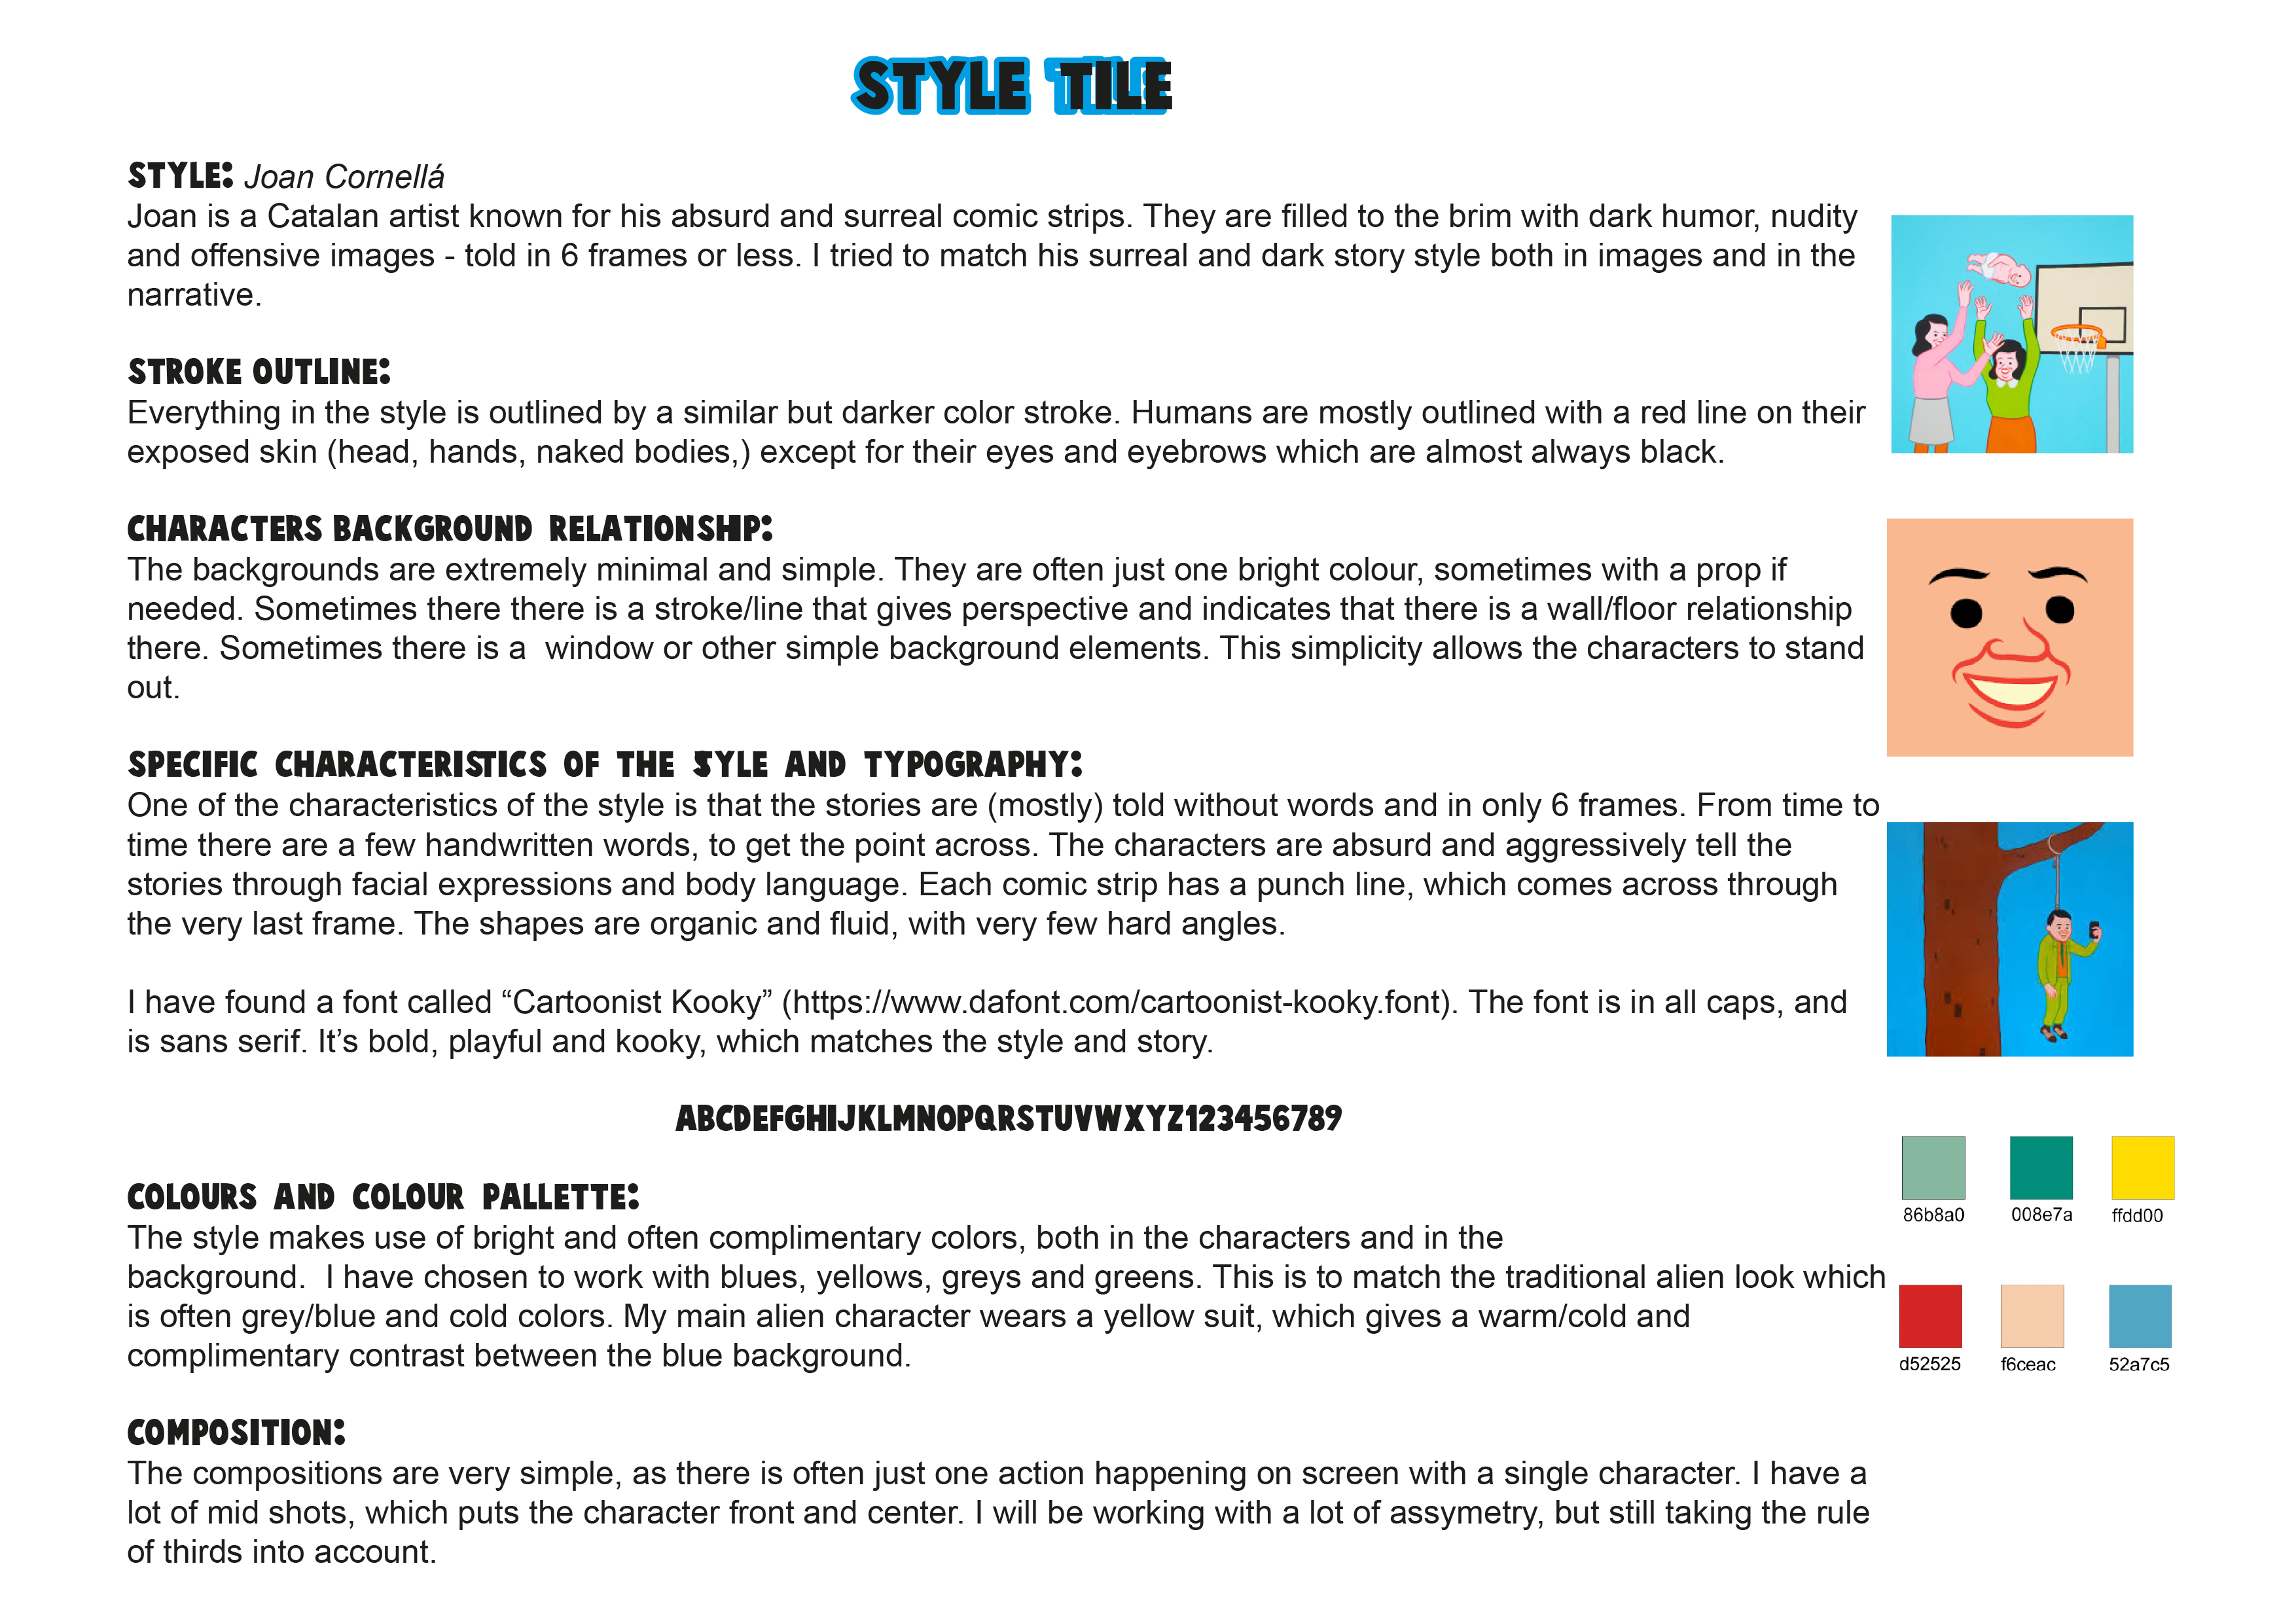 STYLE TILE
STYLE: Joan Cornellá
Joan is a Catalan artist known for his absurd and surreal comic strips. They are filled to the brim with dark humor, nudity
and offensive images - told in 6 frames or less. I tried to match his surreal and dark story style both in images and in the
narrative.
STROKE OUTLINE:
Everything in the style is outlined by a similar but darker color stroke. Humans are mostly outlined with a red line on their
exposed skin (head, hands, naked bodies,) except for their eyes and eyebrows which are almost always black.
CHARACTERS BACKGROUND RELATIONSHIP:
The backgrounds are extremely minimal and simple. They are often just one bright colour, sometimes with a prop if
needed. Sometimes there there is a stroke/line that gives perspective and indicates that there is a wall/floor relationship
there. Sometimes there is a  window or other simple background elements. This simplicity allows the characters to stand
out.
SPECIFIC CHARACTERISTICS OF THE STYLE AND TYPOGRAPHY:
One of the characteristics of the style is that the stories are (mostly) told without words and in only 6 frames. From time to
time there are a few handwritten words, to get the point across. The characters are absurd and aggressively tell the
stories through facial expressions and body language. Each comic strip has a punch line, which comes across through
the very last frame. The shapes are organic and fluid, with very few hard angles.
I have found a font called “Cartoonist Kooky” (https://www.dafont.com/cartoonist-kooky.font). The font is in all caps, and
is sans serif. It’s bold, playful and kooky, which matches the style and story.
ABCDEFGHIJKLMNOPQRSTUVWXYZ123456789
COLOURS AND COLOUR PALLETTE:
The style makes use of bright and often complimentary colors, both in the characters and in the
background.  I have chosen to work with blues, yellows, greys and greens. This is to match the traditional alien look which
is often grey/blue and cold colors. My main alien character wears a yellow suit, which gives a warm/cold and
complimentary contrast between the blue background.
COMPOSITION:
The compositions are very simple, as there is often just one action happening on screen with a single character. I have a
lot of mid shots, which puts the character front and center. I will be working with a lot of assymetry, but still taking the rule
of thirds into account.
86b8a0 008e7a ffdd00
d52525 f6ceac 52a7c5